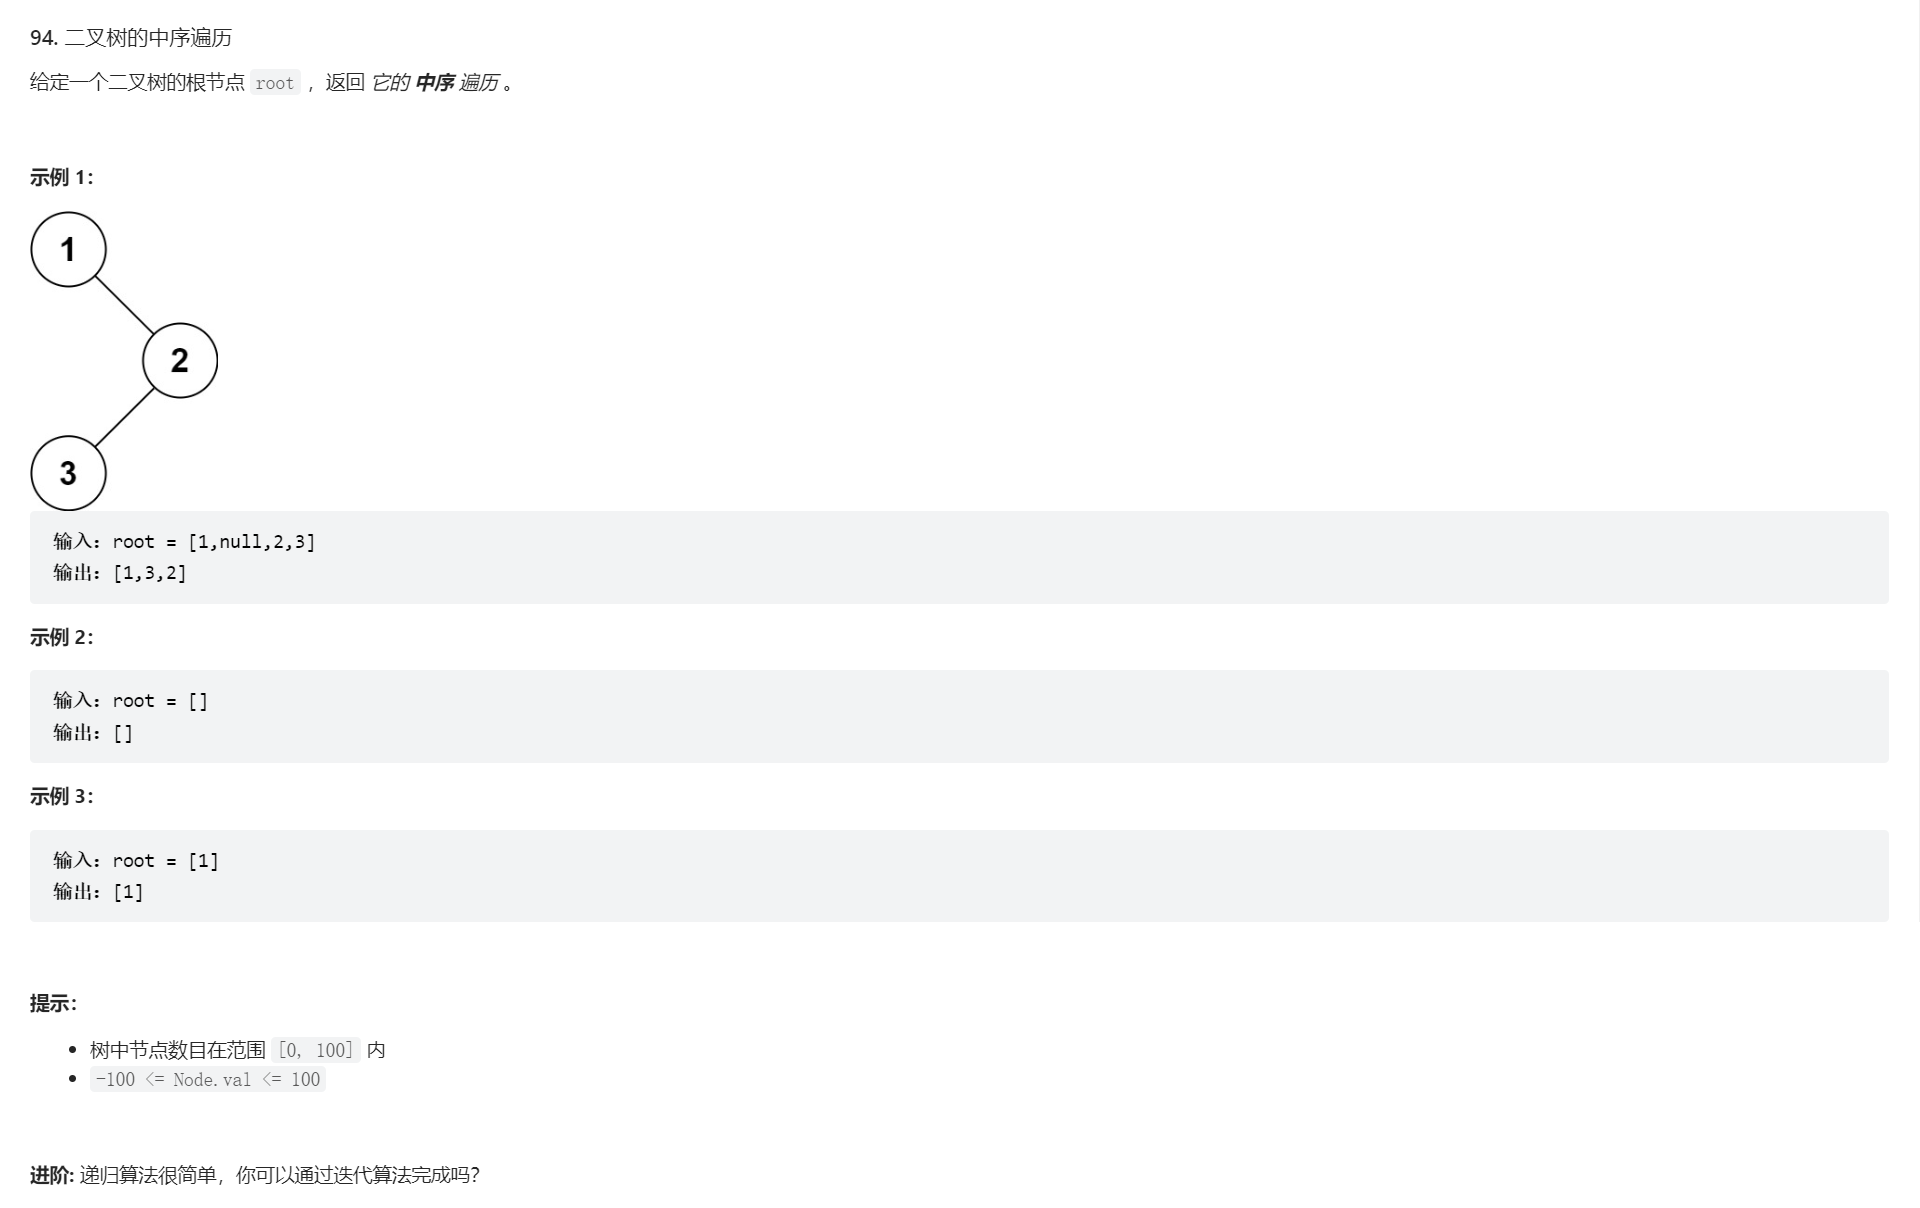 94. 二叉树的中序遍历
给定一个二叉树的根节点 root ，返回 它的 中序 遍历 。
示例 1：
1
2
3
输入：root = [1,null,2,3]
输出：[1,3,2]
示例 2：
输入：root = []
输出：[]
示例 3：
输入：root = [1]
输出：[1]
提示：
• 树中节点数目在范围 [0, 100] 内
• -100 <= Node.val <= 100
进阶: 递归算法很简单，你可以通过迭代算法完成吗？